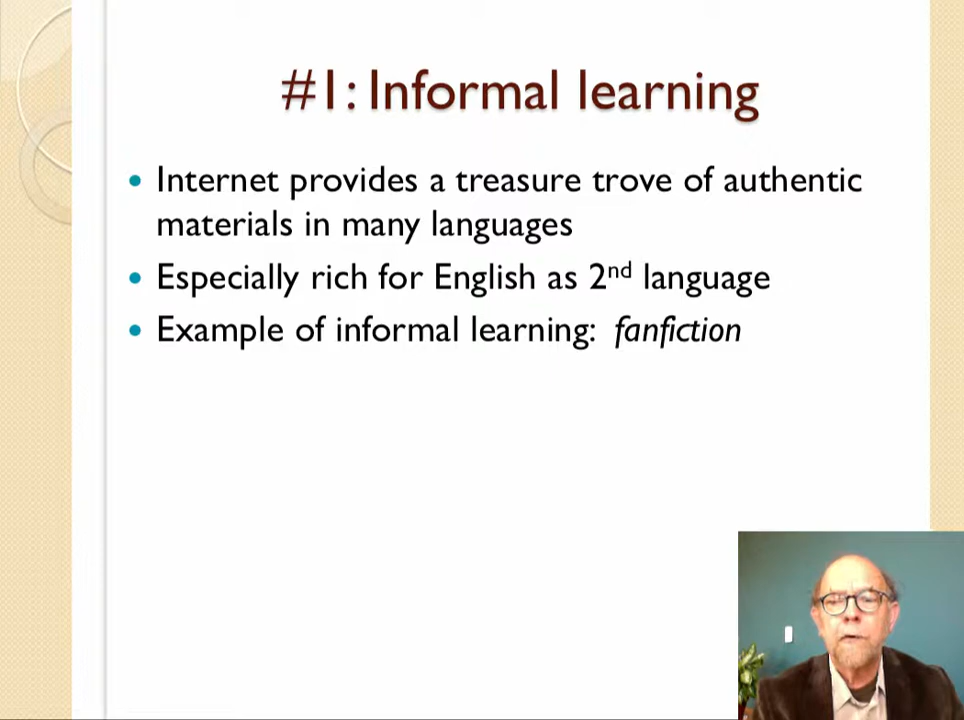 #1: Informal learning
• Internet provides a treasure trove of authentic
materials in many languages
• Especially rich for English as 2nd language
• Example of informal learning: fanfiction